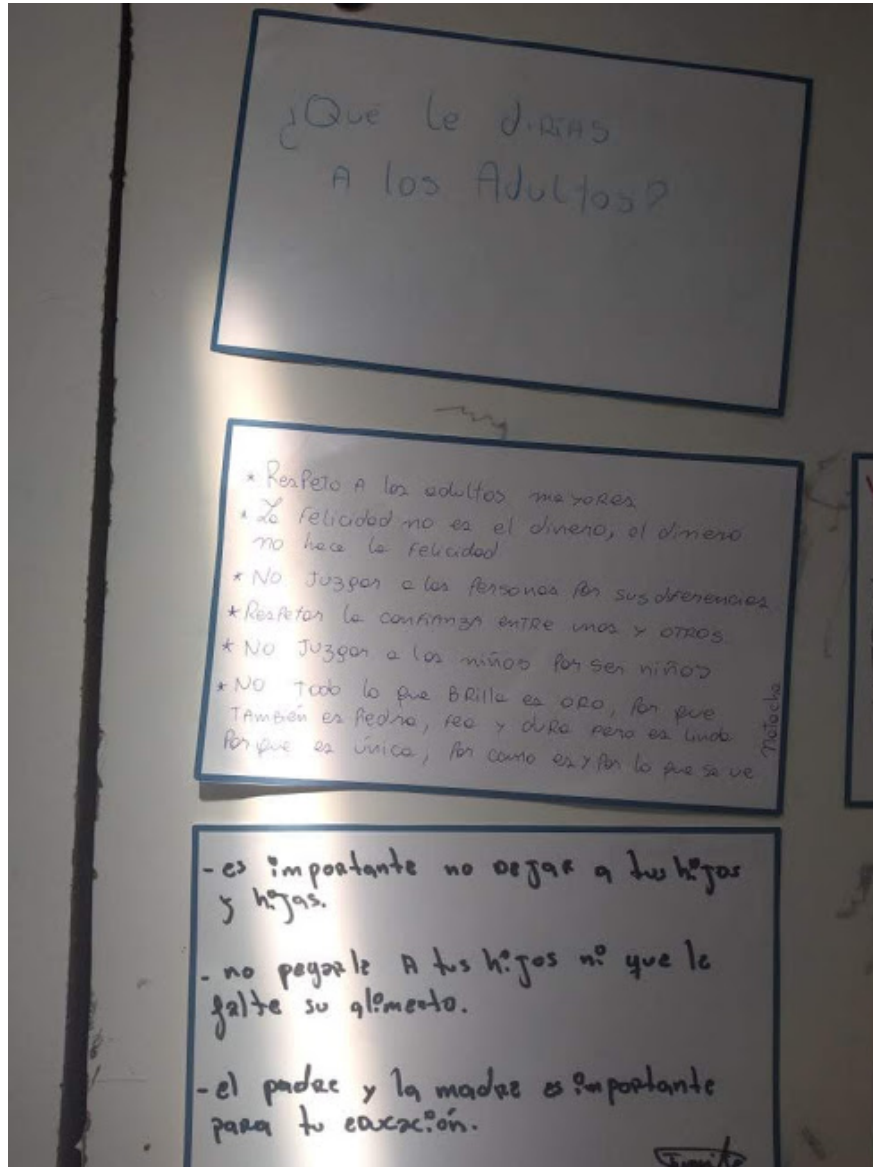 ¿Que le dirias
A los Adultos?
* Respeto A los adultos mayores
* La felicidad no es el dinero, el dinero
no hace la felicidad
* No Juzgar a las Personas Por sus diferencias
* Respetar la confianza entre unos y otros
* No Juzgar a los niños Por ser niños
* No Todo lo que Brilla es oro, Por que
También es Piedra, fea y dura pero es linda
Por que es única, Por como es y Por lo que se ve
Natacha
- es importante no dejar a tus hijos
y hijas.
- no pegarle A tus hijos ni que le
falte su alimento.
- el padre y la madre es importante
para tu educación.